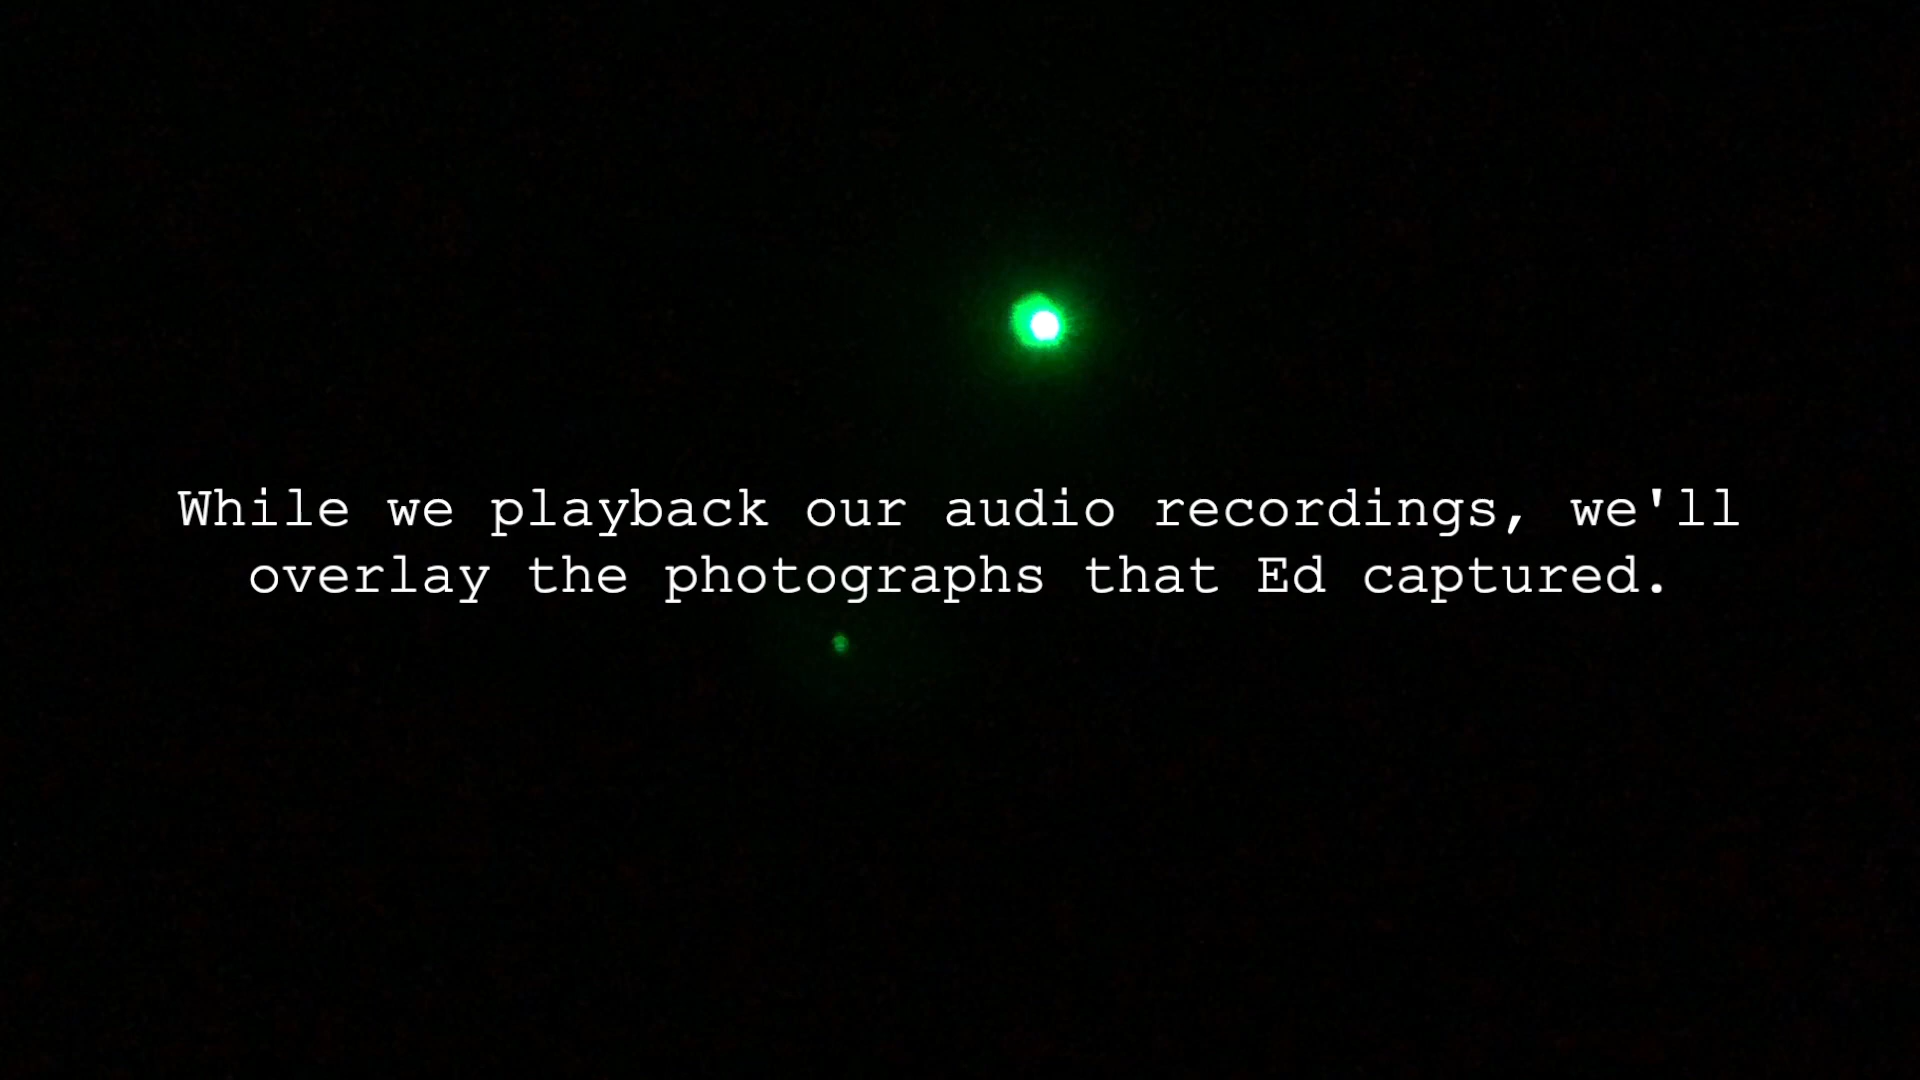 While we playback our audio recordings, we'll
overlay the photographs that Ed captured.